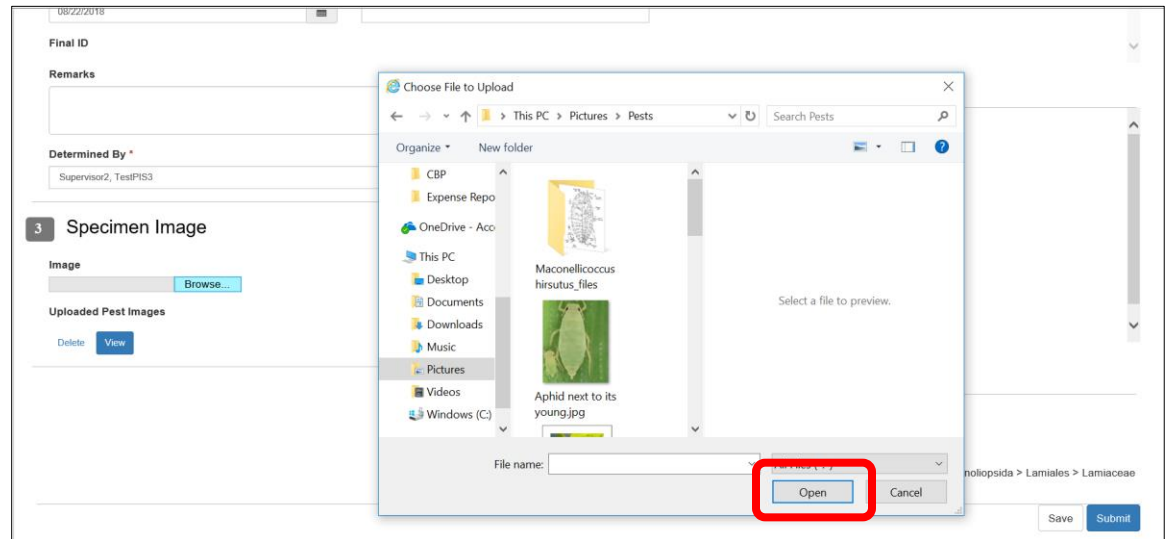 08/22/2018
Final ID
Remarks
Determined By *
Supervisor2, TestPIS3
3 Specimen Image
Image
Browse...
Uploaded Pest Images
Delete View
Choose File to Upload
This PC > Pictures > Pests
Search Pests
Organize New folder
CBP
Expense Repo
OneDrive - Acc
This PC
Desktop
Documents
Downloads
Music
Pictures
Videos
Windows (C:)
Maconellicoccus
hirsutus_files
Aphid next to its
young.jpg
Select a file to preview.
File name:
Open Cancel
noliopsida > Lamiales > Lamiaceae
Save Submit